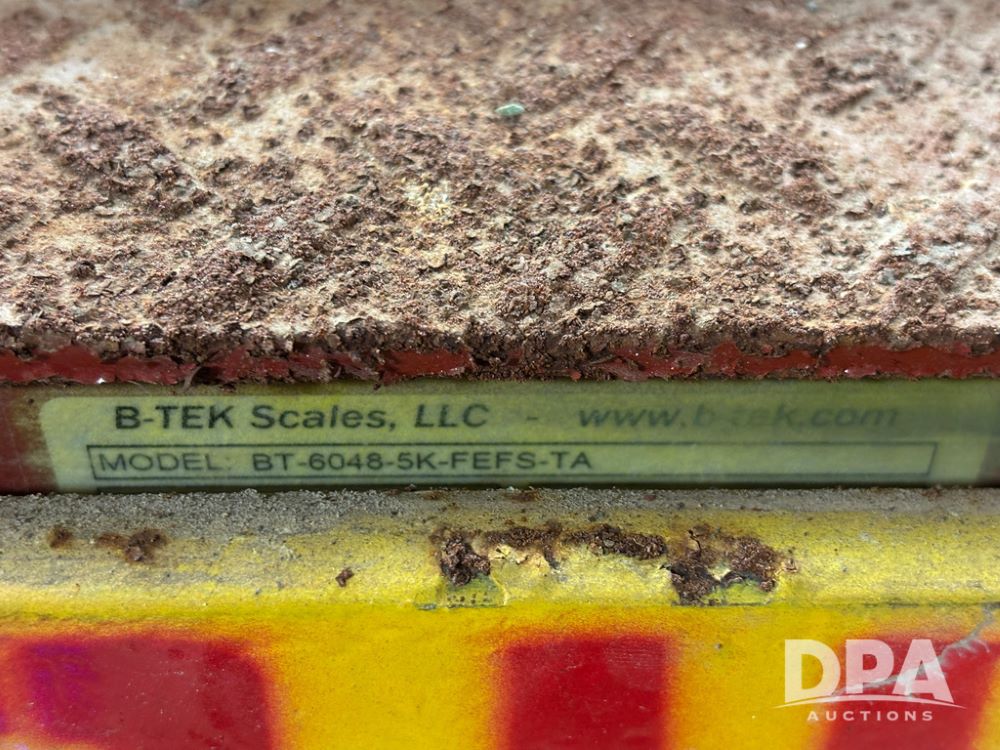 B-TEK Scales, LLC - www.b-tek.com
MODEL: BT-6048-5K-FEFS-TA
DPA
AUCTIONS